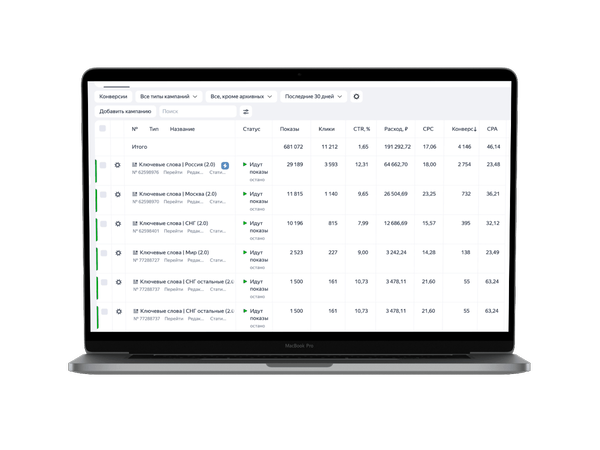 Конверсии Все типы кампаний Все, кроме архивных Последние 30 дней
Добавить кампанию Поиск
№ Тип Название Статус Показы Клики CTR, % Расход, ₽ CPC Конверс↓ CPA
Итого 681 072 11 212 1,65 191 292,72 17,06 4 146 46,14
Ключевые слова | Россия (2.0) Идут 29 189 3 593 12,31 64 662,70 18,00 2 754 23,48
№ 62598976 Перейти Редак... Стати... показы
остано
Ключевые слова | Москва (2.0) Идут 11 815 1 140 9,65 26 504,69 23,25 732 36,21
№ 62598970 Перейти Редак... Стати... показы
остано
Ключевые слова | СНГ (2.0) Идут 10 196 815 7,99 12 686,69 15,57 395 32,12
№ 62598401 Перейти Редак... Стати... показы
остано
Ключевые слова | Мир (2.0) Идут 2 523 227 9,00 3 242,24 14,28 138 23,49
№ 77288727 Перейти Редак... Стати... показы
остано
Ключевые слова | СНГ остальные (2.0 Идут 1 500 161 10,73 3 478,11 21,60 55 63,24
№ 77288737 Перейти Редак... Стати... показы
остано
Ключевые слова | СНГ остальные (2.0 Идут 1 500 161 10,73 3 478,11 21,60 55 63,24
№ 77288737 Перейти Редак... Стати... показы
остано
MacBook Pro